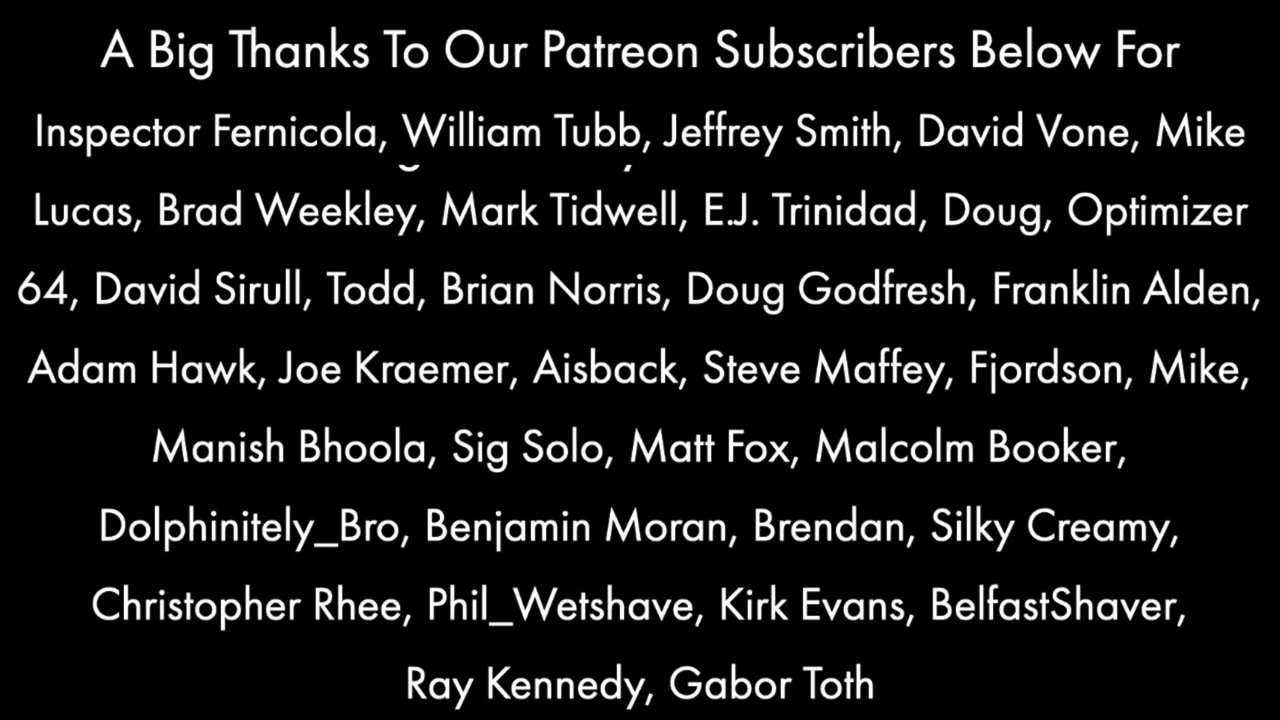 A Big Thanks To Our Patreon Subscribers Below For
Inspector Fernicola, William Tubb, Jeffrey Smith, David Vone, Mike
Lucas, Brad Weekley, Mark Tidwell, E.J. Trinidad, Doug, Optimizer
64, David Sirull, Todd, Brian Norris, Doug Godfresh, Franklin Alden,
Adam Hawk, Joe Kraemer, Aisback, Steve Maffey, Fjordson, Mike,
Manish Bhoola, Sig Solo, Matt Fox, Malcolm Booker,
Dolphinitely_Bro, Benjamin Moran, Brendan, Silky Creamy,
Christopher Rhee, Phil_Wetshave, Kirk Evans, BelfastShaver,
Ray Kennedy, Gabor Toth